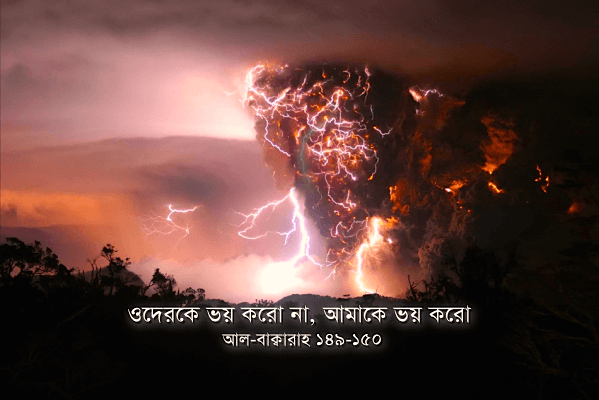 ওদেরকে ভয় করো না, আমাকে ভয় করো
আল-বাক্বারাহ ১৪৯-১৫০